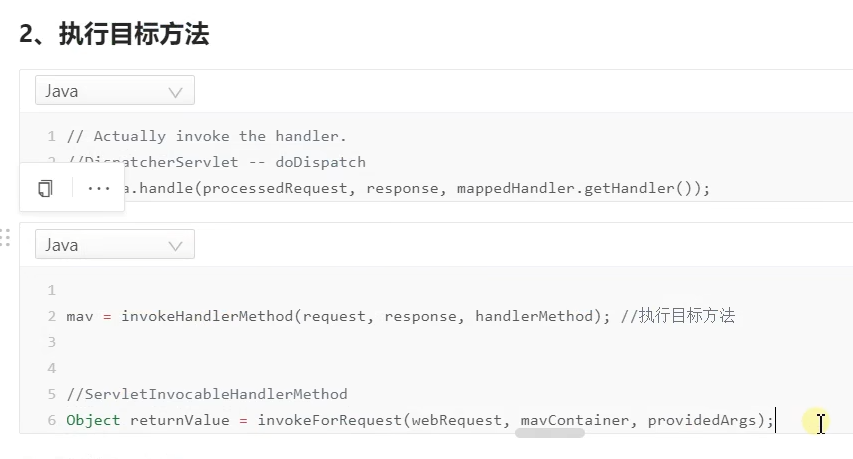 2、执行目标方法
Java
1 // Actually invoke the handler.
2 //DispatcherServlet -- doDispatch
a.handle(processedRequest, response, mappedHandler.getHandler());
Java
1
2 mav = invokeHandlerMethod(request, response, handlerMethod); //执行目标方法
3
4
5 //ServletInvocableHandlerMethod
6 Object returnValue = invokeForRequest(webRequest, mavContainer, providedArgs);